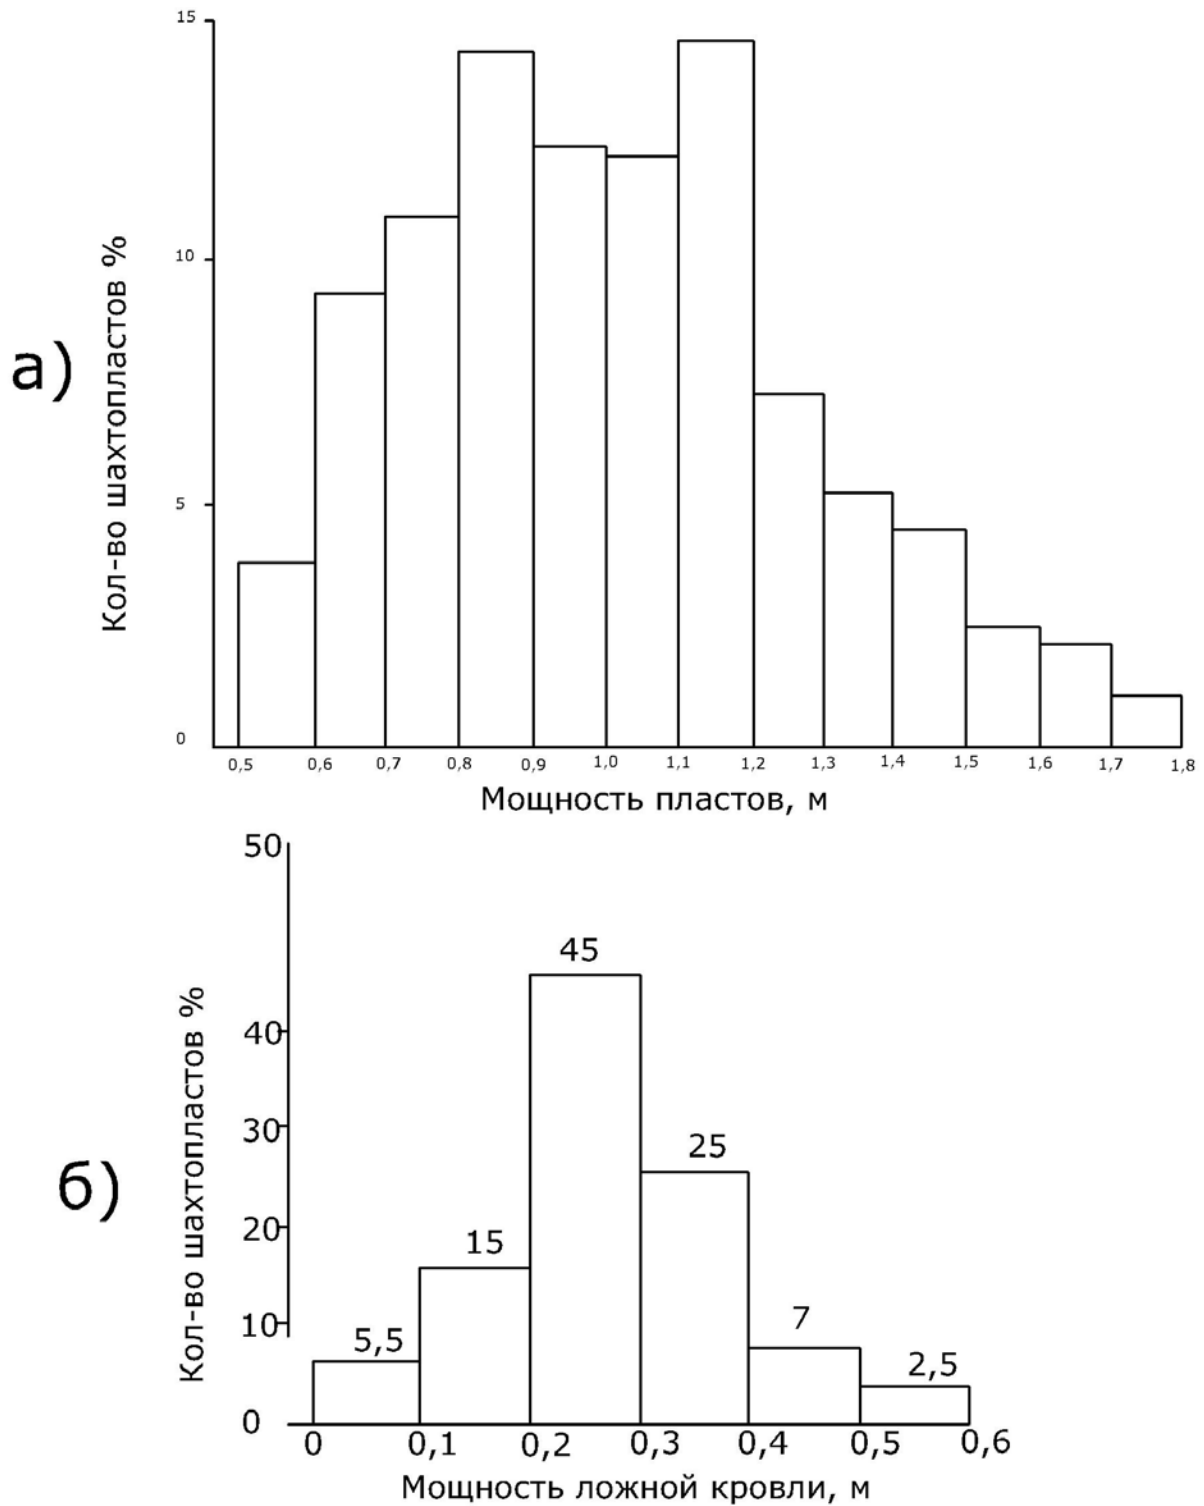 15
10
5
0
а)
Кол-во шахтопластов %
0,5 0,6 0,7 0,8 0,9 1,0 1,1 1,2 1,3 1,4 1,5 1,6 1,7 1,8
Мощность пластов, м
50
40
30
20
10
0
б)
Кол-во шахтопластов %
5,5
15
45
25
7
2,5
0 0,1 0,2 0,3 0,4 0,5 0,6
Мощность ложной кровли, м